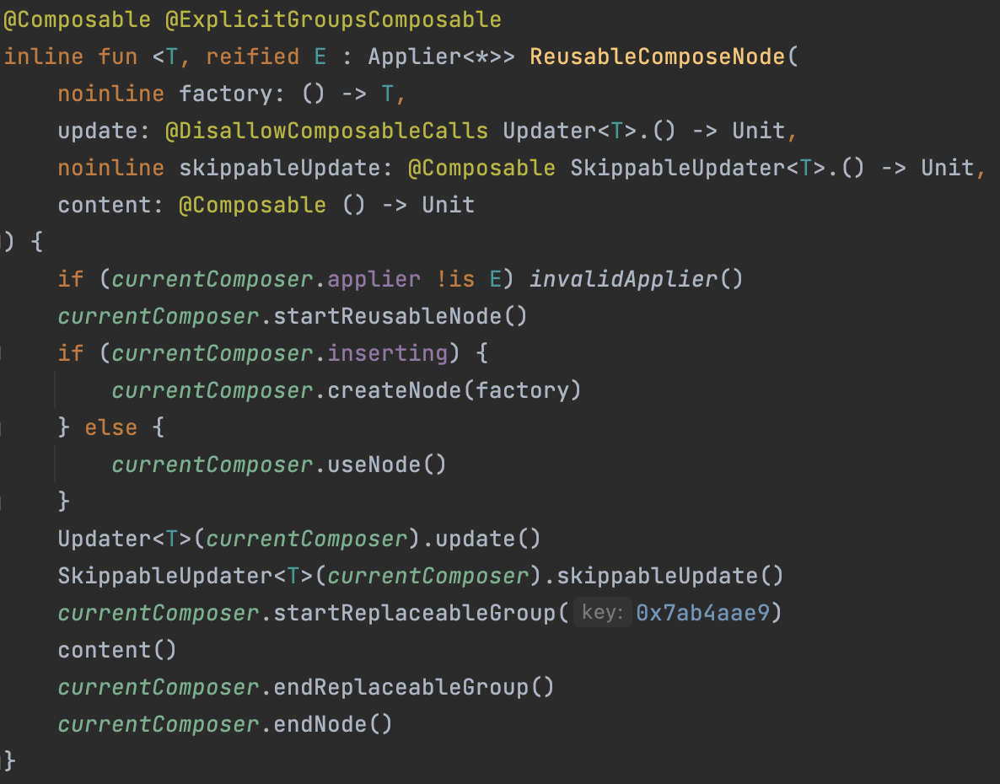 @Composable @ExplicitGroupsComposable
inline fun <T, reified E : Applier<*>> ReusableComposeNode(
    noinline factory: () -> T,
    update: @DisallowComposableCalls Updater<T>.() -> Unit,
    noinline skippableUpdate: @Composable SkippableUpdater<T>.() -> Unit,
    content: @Composable () -> Unit
) {
    if (currentComposer.applier !is E) invalidApplier()
    currentComposer.startReusableNode()
    if (currentComposer.inserting) {
        currentComposer.createNode(factory)
    } else {
        currentComposer.useNode()
    }
    Updater<T>(currentComposer).update()
    SkippableUpdater<T>(currentComposer).skippableUpdate()
    currentComposer.startReplaceableGroup( key: 0x7ab4aae9)
    content()
    currentComposer.endReplaceableGroup()
    currentComposer.endNode()
}